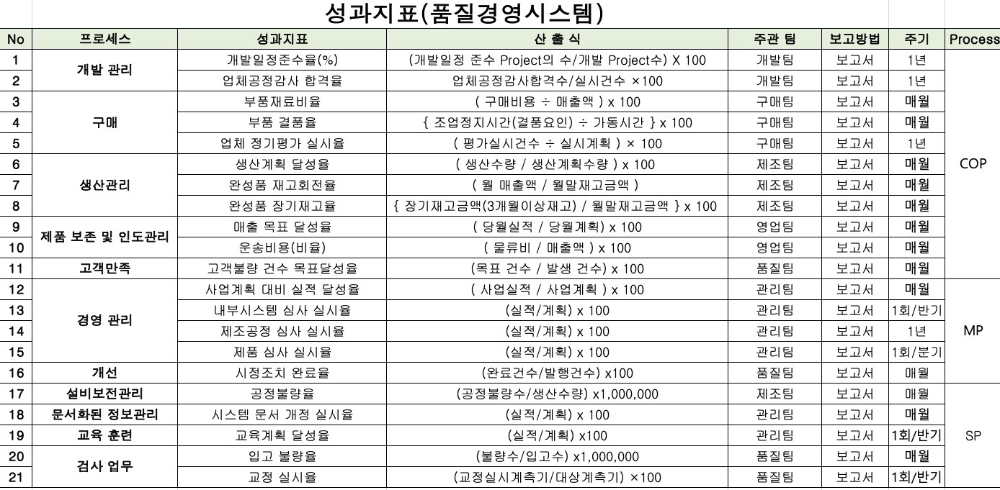 성과지표(품질경영시스템)
No 프로세스 성과지표 산 출 식 주관 팀 보고방법 주기 Process
1 개발 관리 개발일정준수율(%) (개발일정 준수 Project의 수/개발 Project수) X 100 개발팀 보고서 1년 COP
2 업체공정감사 합격율 업체공정감사합격수/실시건수 ×100 개발팀 보고서 1년
3 구매 부품재료비율 ( 구매비용 ÷ 매출액 ) x 100 구매팀 보고서 매월
4 부품 결품율 { 조업정지시간(결품요인) ÷ 가동시간 } x 100 구매팀 보고서 매월
5 업체 정기평가 실시율 ( 평가실시건수 ÷ 실시계획 ) × 100 구매팀 보고서 1년
6 생산관리 생산계획 달성율 ( 생산수량 / 생산계획수량 ) x 100 제조팀 보고서 매월
7 완성품 재고회전율 ( 월 매출액 / 월말재고금액 ) 제조팀 보고서 매월
8 완성품 장기재고율 { 장기재고금액(3개월이상재고) / 월말재고금액 } x 100 제조팀 보고서 매월
9 제품 보존 및 인도관리 매출 목표 달성율 ( 당월실적 / 당월계획) x 100 영업팀 보고서 매월
10 운송비용(비율) ( 물류비 / 매출액 ) x 100 영업팀 보고서 매월
11 고객만족 고객불량 건수 목표달성율 (목표 건수 / 발생 건수) x 100 품질팀 보고서 매월
12 경영 관리 사업계획 대비 실적 달성율 ( 사업실적 / 사업계획 ) x 100 관리팀 보고서 매월 MP
13 내부시스템 심사 실시율 (실적/계획) x 100 관리팀 보고서 1회/반기
14 제조공정 심사 실시율 (실적/계획) x 100 관리팀 보고서 1년
15 제품 심사 실시율 (실적/계획) x 100 관리팀 보고서 1회/분기
16 개선 시정조치 완료율 (완료건수/발행건수) x100 품질팀 보고서 매월
17 설비보전관리 공정불량율 (공정불량수/생산수량) x1,000,000 제조팀 보고서 매월 SP
18 문서화된 정보관리 시스템 문서 개정 실시율 (실적/계획) x 100 관리팀 보고서 매월
19 교육 훈련 교육계획 달성율 (실적/계획) x100 관리팀 보고서 1회/반기
20 검사 업무 입고 불량율 (불량수/입고수) x1,000,000 품질팀 보고서 매월
21 교정 실시율 (교정실시계측기/대상계측기) ×100 품질팀 보고서 1회/반기